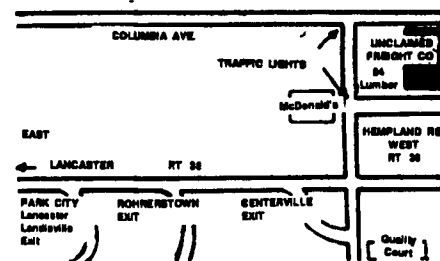 COLUMBIA AVE.
TRAFFIC LIGHTS
UNCLAIMED
FREIGHT CO
84
Lumber
McDonald's
EAST
LANCASTER RT 30
HEMPLAND RD
WEST
RT 30
PARK CITY
Lancaster
Landisville
Exit
ROHRERSTOWN
EXIT
CENTERVILLE
EXIT
Quality
Court